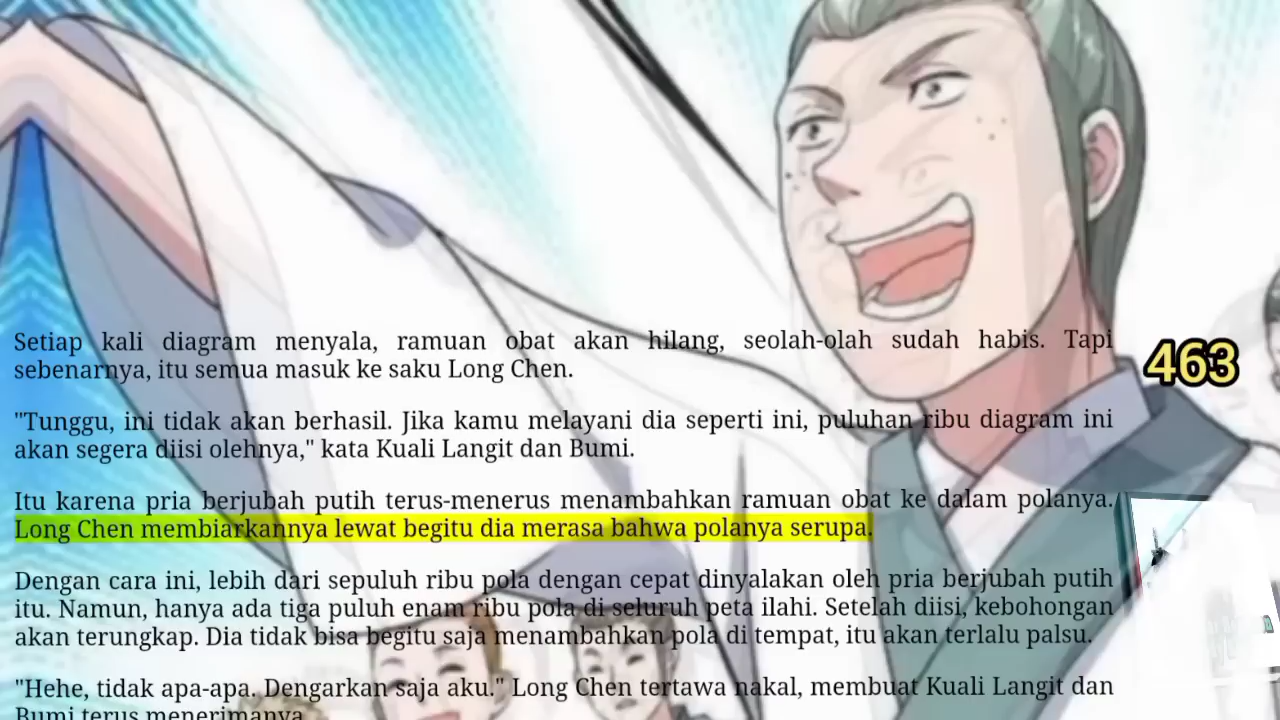 Setiap kali diagram menyala, ramuan obat akan hilang, seolah-olah sudah habis. Tapi
sebenarnya, itu semua masuk ke saku Long Chen.
463
"Tunggu, ini tidak akan berhasil. Jika kamu melayani dia seperti ini, puluhan ribu diagram ini
akan segera diisi olehnya," kata Kuali Langit dan Bumi.
Itu karena pria berjubah putih terus-menerus menambahkan ramuan obat ke dalam polanya.
Long Chen membiarkannya lewat begitu dia merasa bahwa polanya serupa.
Dengan cara ini, lebih dari sepuluh ribu pola dengan cepat dinyalakan oleh pria berjubah putih
itu. Namun, hanya ada tiga puluh enam ribu pola di seluruh peta ilahi. Setelah diisi, kebohongan
akan terungkap. Dia tidak bisa begitu saja menambahkan pola di tempat, itu akan terlalu palsu.
"Hehe, tidak apa-apa. Dengarkan saja aku." Long Chen tertawa nakal, membuat Kuali Langit dan
Bumi terus menerimanya.